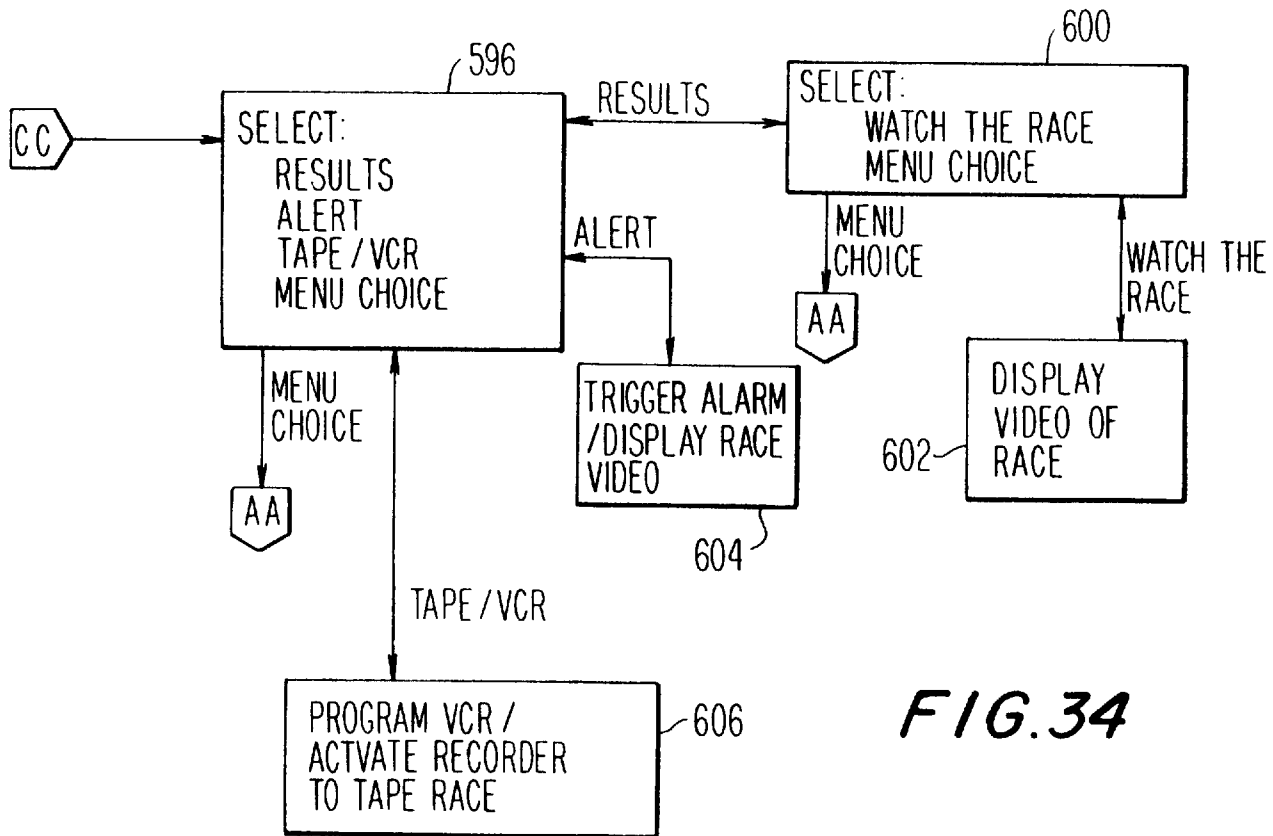 596
600
CC
SELECT:
RESULTS
ALERT
TAPE/VCR
MENU CHOICE
RESULTS
SELECT:
WATCH THE RACE
MENU CHOICE
ALERT
MENU
CHOICE
AA
WATCH THE
RACE
MENU
CHOICE
AA
TRIGGER ALARM
/DISPLAY RACE
VIDEO
604
602
DISPLAY
VIDEO OF
RACE
TAPE/VCR
PROGRAM VCR/
ACTVATE RECORDER
TO TAPE RACE
606
FIG.34